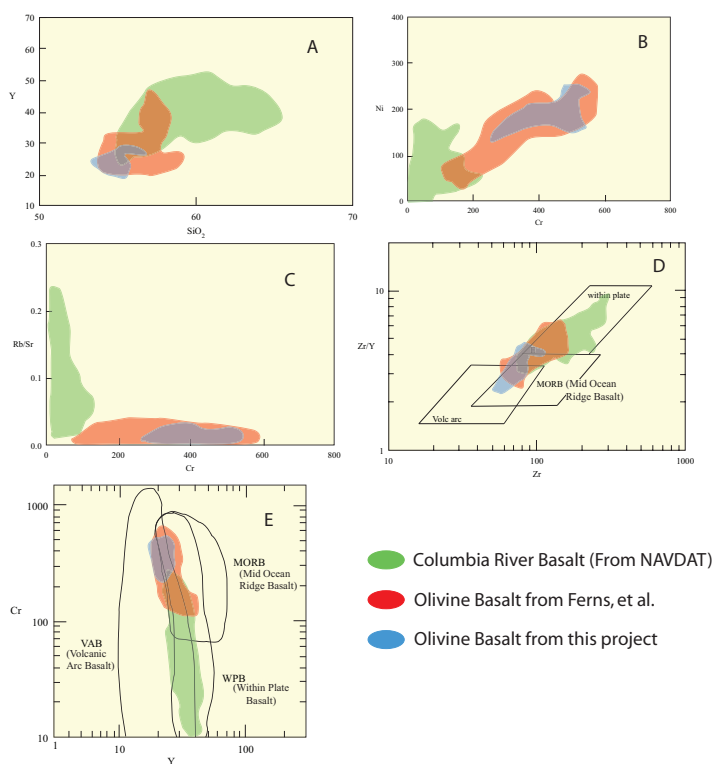 70
60
50
40
30
20
10
Y
A
50
60
70
SiO2
40
300
200
100
0
Ni
B
0
200
400
600
800
Cr
0.3
0.2
0.1
0.0
Rb/Sr
C
0
200
400
600
800
Cr
10
1
Zr/Y
D
within plate
MORB (Mid Ocean
Ridge Basalt)
Volc arc
10
100
1000
Zr
1000
100
10
Cr
E
MORB
(Mid Ocean
Ridge Basalt)
VAB
(Volcanic
Arc Basalt)
WPB
(Within Plate
Basalt)
1
10
100
Y
Columbia River Basalt (From NAVDAT)
Olivine Basalt from Ferns, et al.
Olivine Basalt from this project